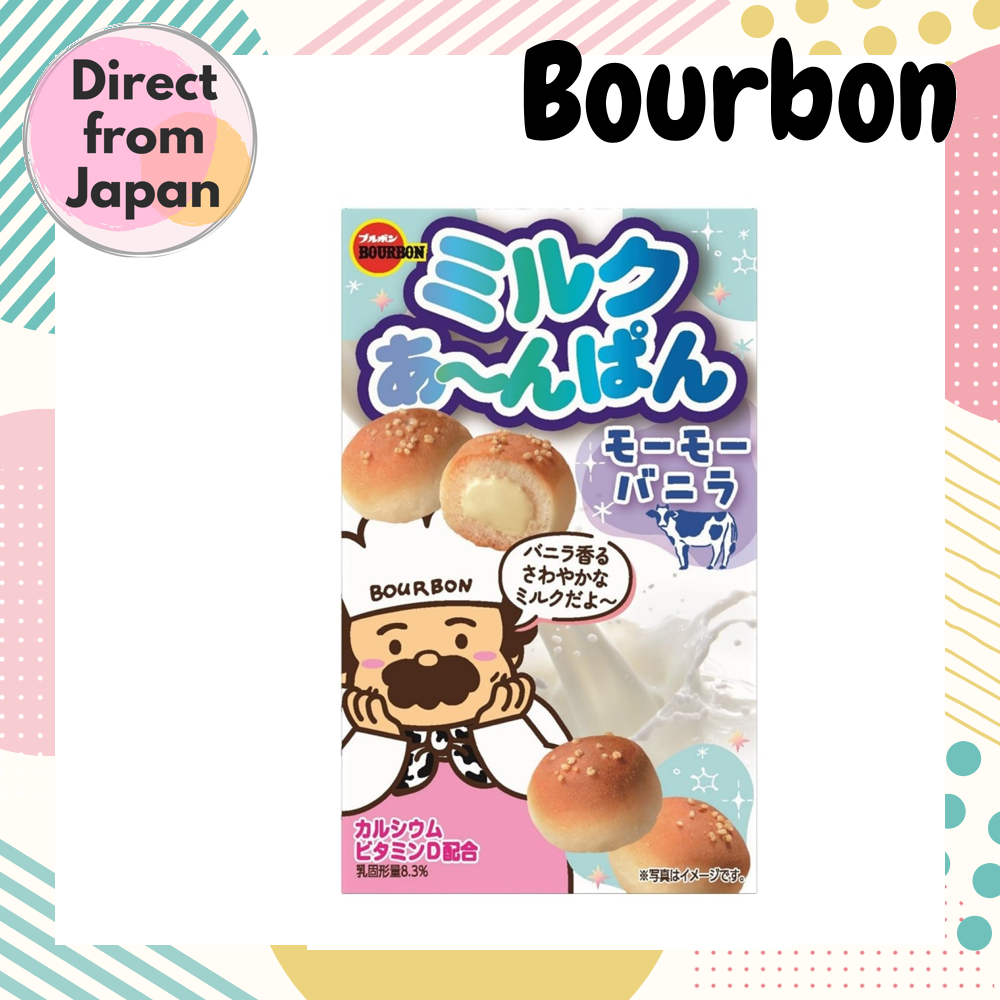 Direct
from
Japan
Bourbon
ブルボン
BOURBON
ミルク
あ〜んぱん
モーモー
バニラ
バニラ香る
さわやかな
ミルクだよ〜
BOURBON
カルシウム
ビタミンD配合
乳固形量8.3%
※写真はイメージです。